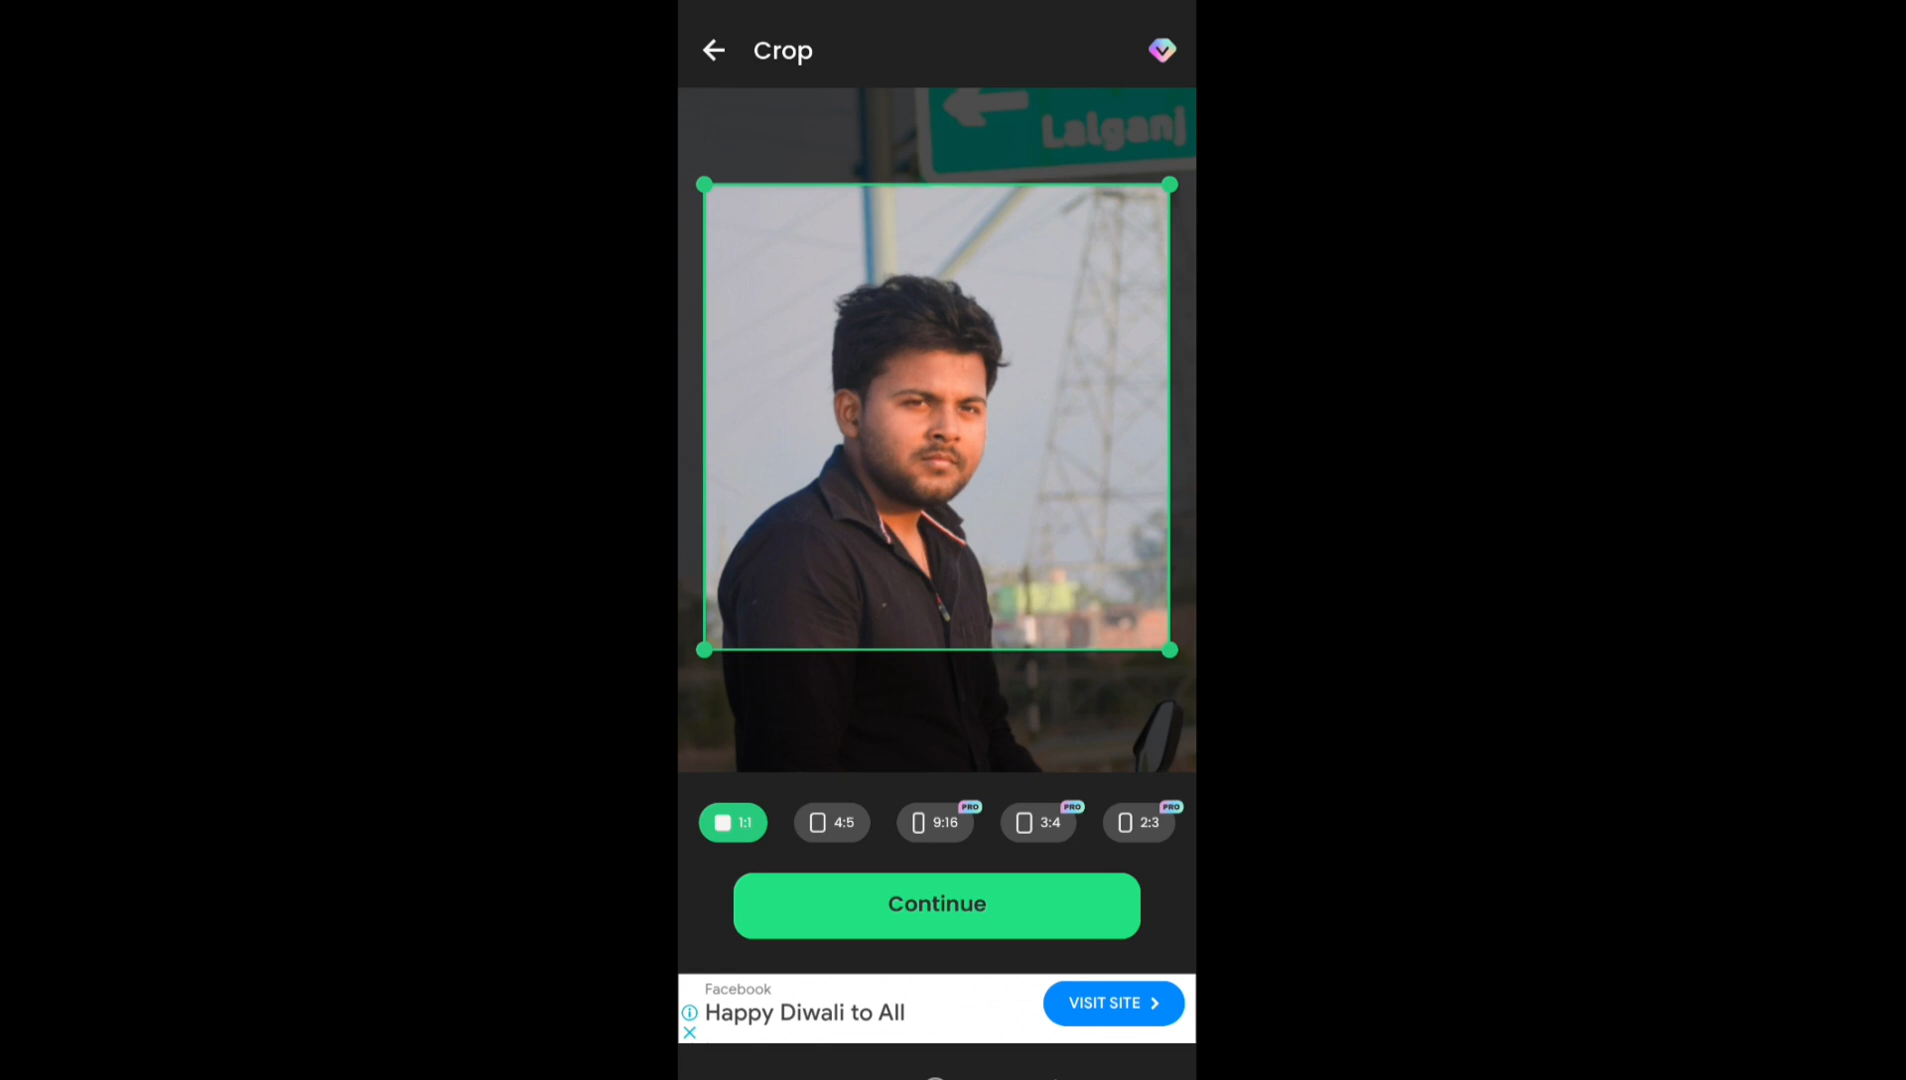 Crop
Lalganj
1:1
4:5
PRO
9:16
PRO
3:4
PRO
2:3
Continue
Facebook
Happy Diwali to All
VISIT SITE